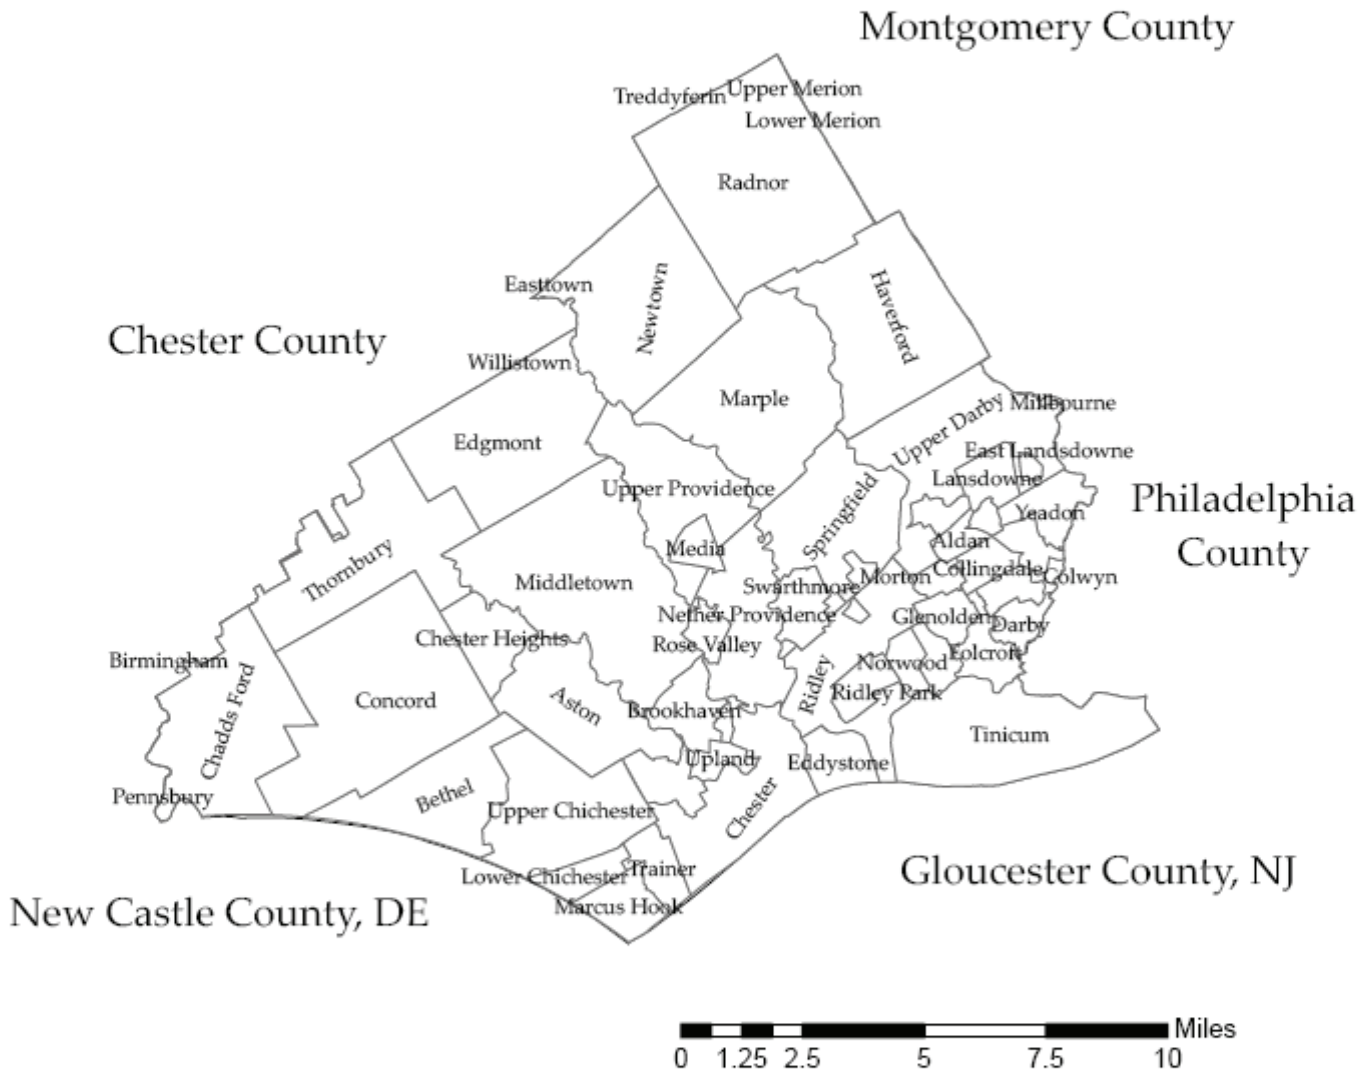 Montgomery County
Upper Merion
Treddyferin
Lower Merion
Radnor
Easttown
Newtown
Haverford
Chester County
Willistown
Marple
Millbourne
Upper Darby
Edgmont
East Landsdowne
Lansdowne
Upper Providence
Springfield
Yeadon
Philadelphia
County
Media
Aldan
Thornbury
Middletown
Swarthmore
Morton
Collingdale
Colwyn
Nether Providence
Glenolden
Darby
Chester Heights
Rose Valley
Norwood
Folcroft
Birmingham
Ridley
Ridley Park
Concord
Aston
Brookhaven
Chadds Ford
Tinicum
Upland
Eddystone
Pennsbury
Bethel
Upper Chichester
Chester
Lower Chichester
Trainer
Gloucester County, NJ
Marcus Hook
New Castle County, DE
Miles
0 1.25 2.5 5 7.5 10